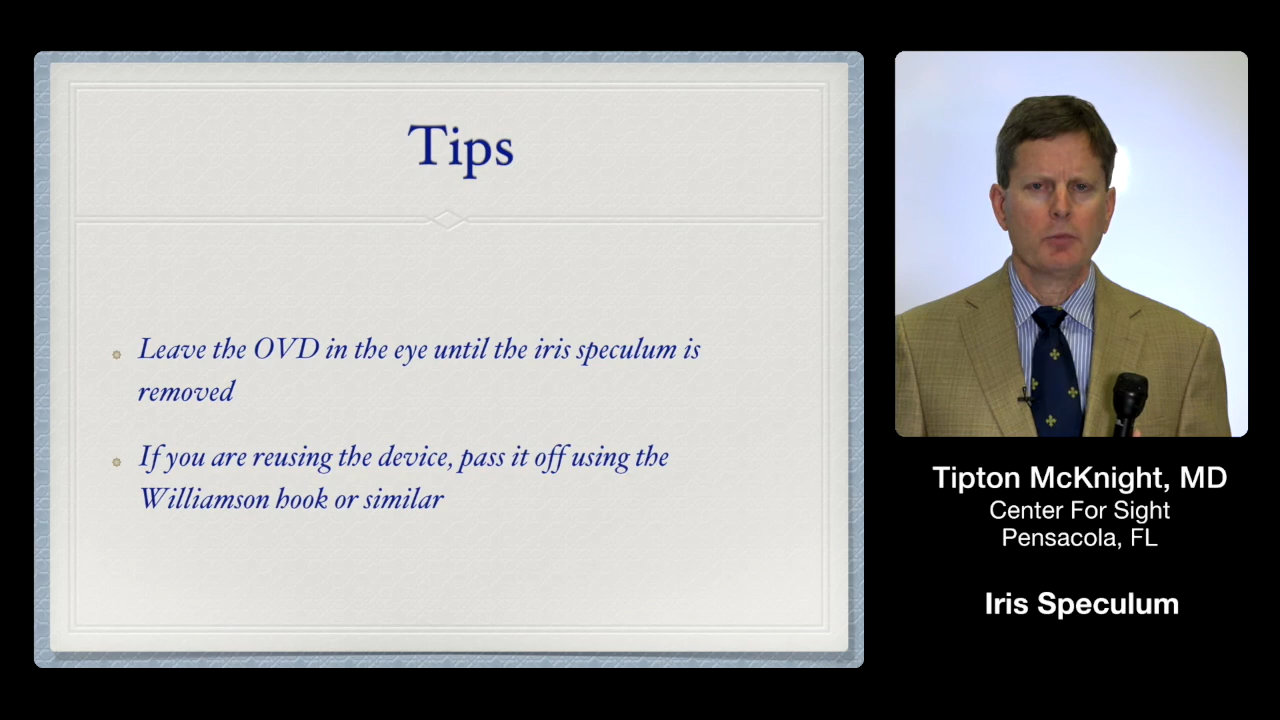 Tips
Leave the OVD in the eye until the iris speculum is
removed
If you are reusing the device, pass it off using the
Williamson hook or similar
Tipton McKnight, MD
Center For Sight
Pensacola, FL
Iris Speculum